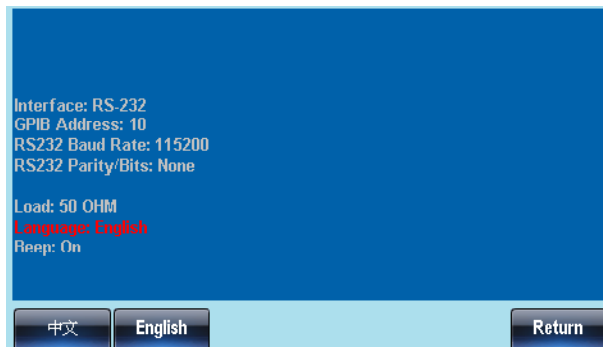 Interface: RS-232
GPIB Address: 10
RS232 Baud Rate: 115200
RS232 Parity/Bits: None
Load: 50 OHM
Language: English
Beep: On
中文 English Return